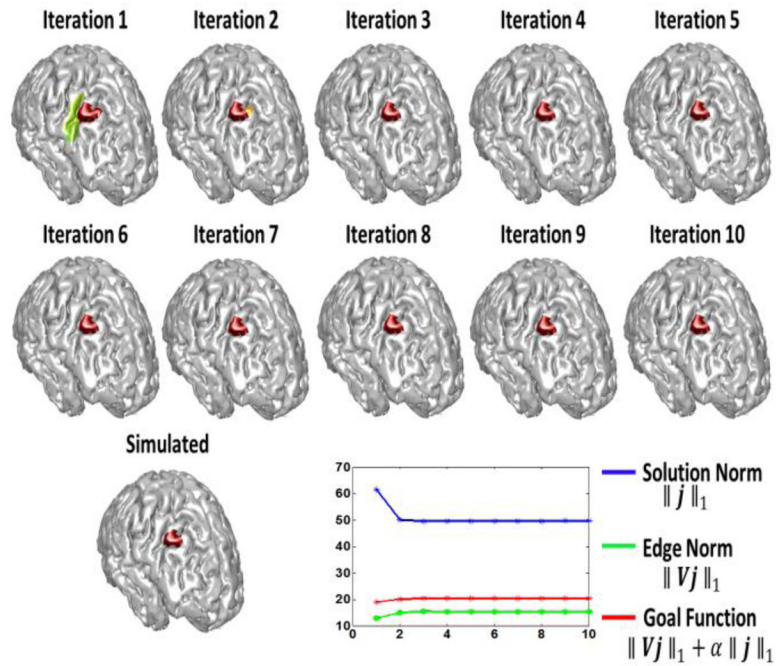 Iteration 1 Iteration 2 Iteration 3 Iteration 4 Iteration 5
Iteration 6 Iteration 7 Iteration 8 Iteration 9 Iteration 10
Simulated
70
60
50
40
30
20
10
0 2 4 6 8 10
Solution Norm
‖ j ‖₁
Edge Norm
‖ Vj ‖₁
Goal Function
‖ Vj ‖₁ + α ‖ j ‖₁